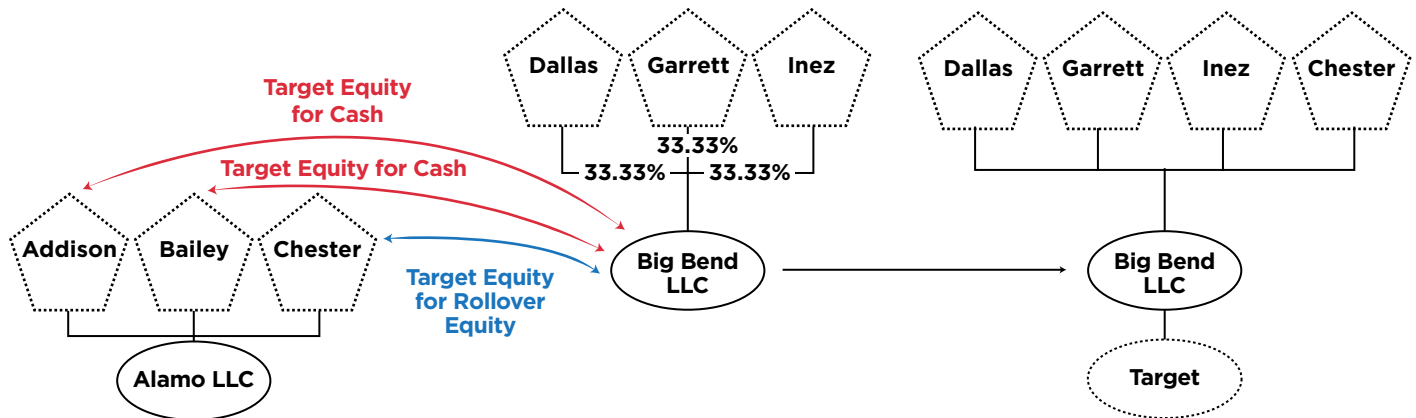 Dallas
Garrett
Inez
Dallas
Garrett
Inez
Chester
Target Equity
for Cash
33.33%
Target Equity for Cash
33.33%
33.33%
Addison
Bailey
Chester
Big Bend
LLC
Big Bend
LLC
Target Equity
for Rollover
Equity
Alamo LLC
Target